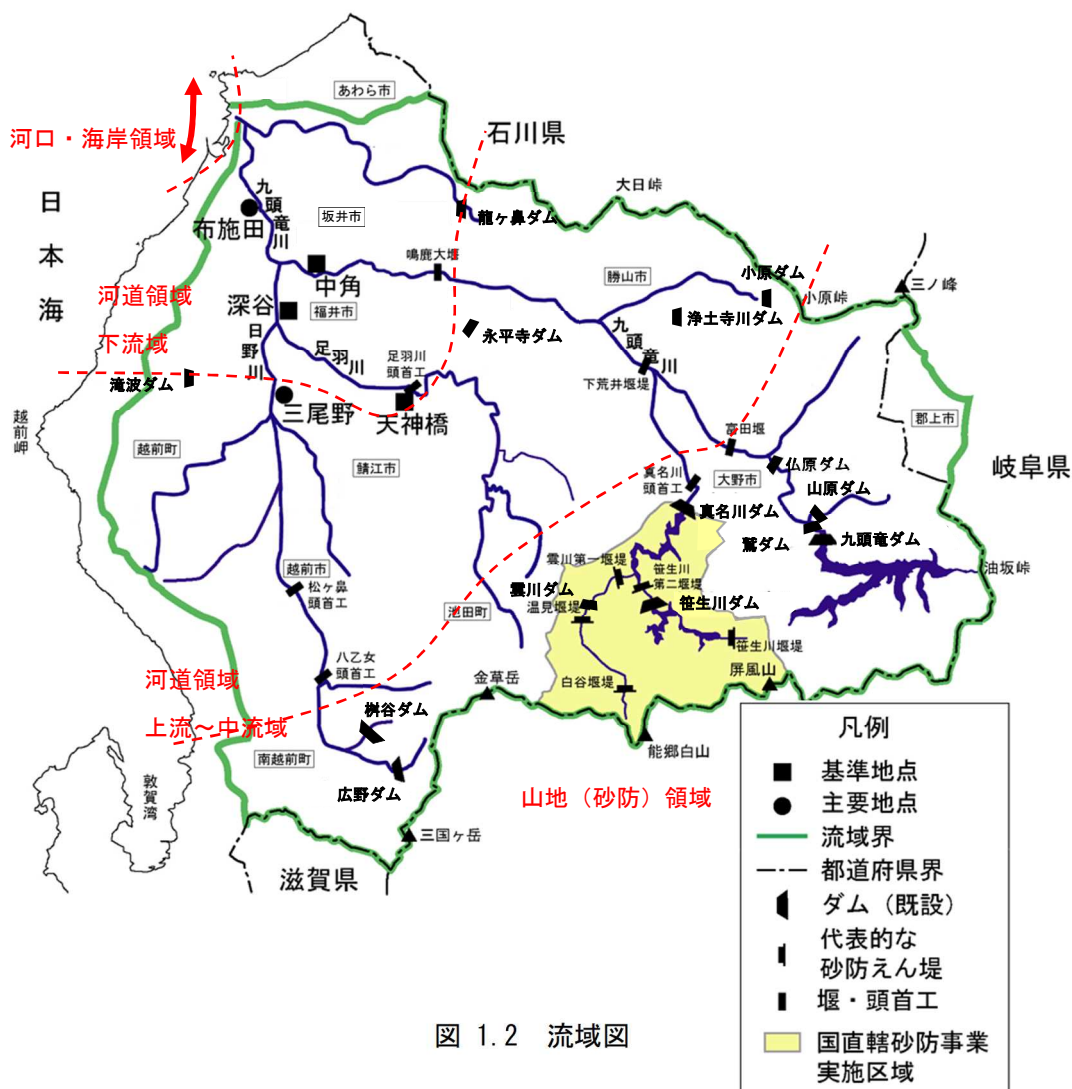 あわら市
石川県
河口・海岸領域
大日峠
日本海
九頭竜川
坂井市
龍ヶ鼻ダム
布施田
鳴鹿大堰
勝山市
小原ダム
三ノ峰
中角
小原峠
河道領域
下流域
深谷
福井市
浄土寺川ダム
永平寺ダム
日野川
足羽川
足羽川
頭首工
九頭竜川
下荒井堰堤
滝波ダム
三尾野
天神橋
郡上市
越前岬
富田堰
越前町
鯖江市
岐阜県
仏原ダム
真名川
頭首工
大野市
山原ダム
真名川ダム
鷲ダム
九頭竜ダム
雲川第一堰堤
笹生川
第二堰堤
油坂峠
越前市
松ヶ鼻
頭首工
雲川ダム
温見堰堤
笹生川ダム
池田町
笹生川堰堤
八乙女
頭首工
屏風山
河道領域
上流～中流域
金草岳
白谷堰堤
桝谷ダム
能郷白山
南越前町
広野ダム
山地（砂防）領域
敦賀湾
三国ヶ岳
滋賀県
凡例
基準地点
主要地点
流域界
都道府県界
ダム（既設）
代表的な
砂防えん堤
堰・頭首工
国直轄砂防事業
実施区域
図 1.2 流域図